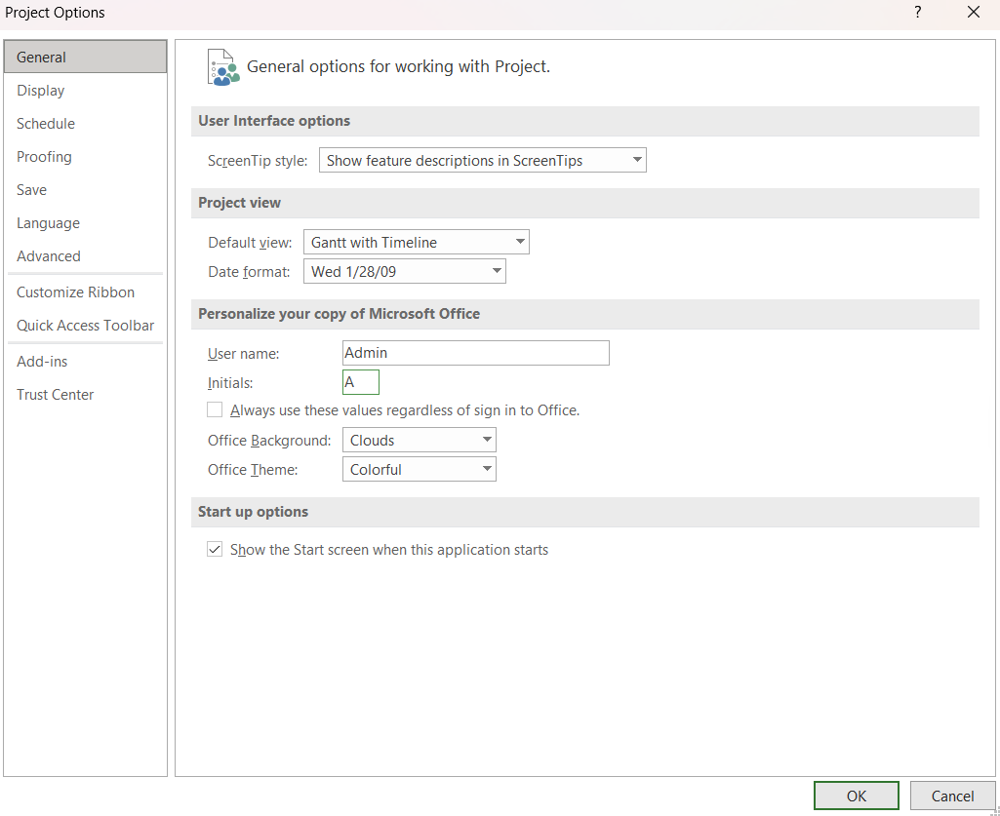 Project Options
?
General
Display
Schedule
Proofing
Save
Language
Advanced
Customize Ribbon
Quick Access Toolbar
Add-ins
Trust Center
General options for working with Project.
User Interface options
ScreenTip style: Show feature descriptions in ScreenTips
Project view
Default view: Gantt with Timeline
Date format: Wed 1/28/09
Personalize your copy of Microsoft Office
User name: Admin
Initials: A
Always use these values regardless of sign in to Office.
Office Background: Clouds
Office Theme: Colorful
Start up options
Show the Start screen when this application starts
OK Cancel